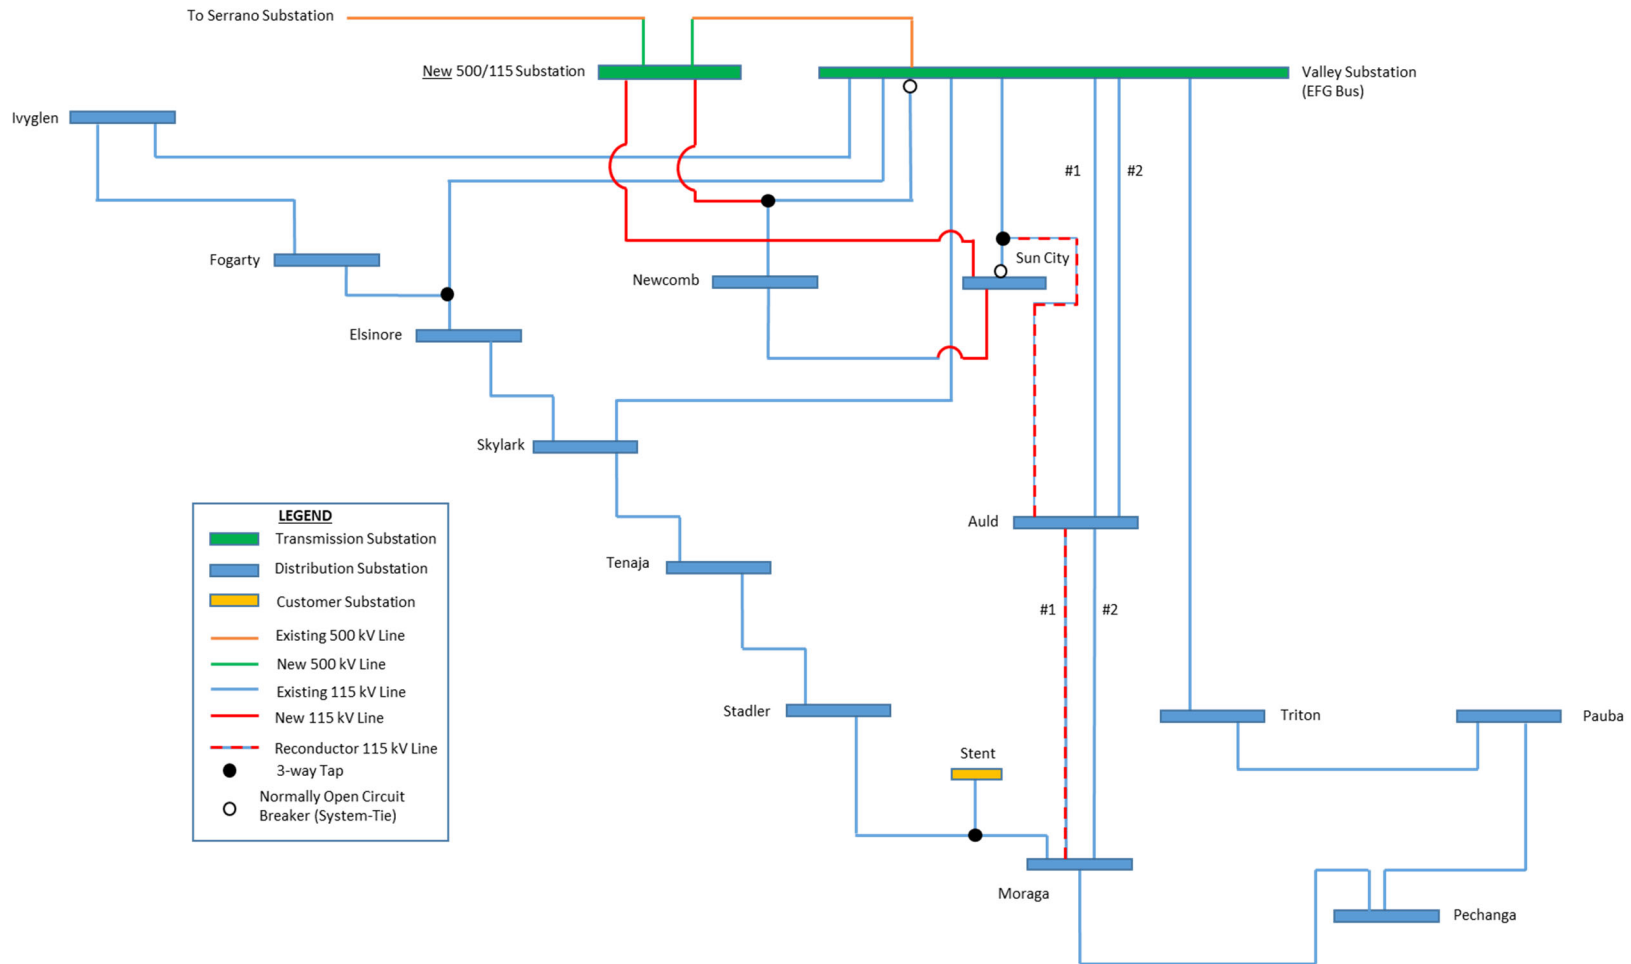 To Serrano Substation
New 500/115 Substation
Valley Substation
(EFG Bus)
Ivyglen
#1
#2
Fogarty
Sun City
Newcomb
Elsinore
Skylark
LEGEND
Transmission Substation
Distribution Substation
Customer Substation
Existing 500 kV Line
New 500 kV Line
Existing 115 kV Line
New 115 kV Line
Reconductor 115 kV Line
3-way Tap
Normally Open Circuit
Breaker (System-Tie)
Auld
Tenaja
#1
#2
Stadler
Triton
Pauba
Stent
Moraga
Pechanga